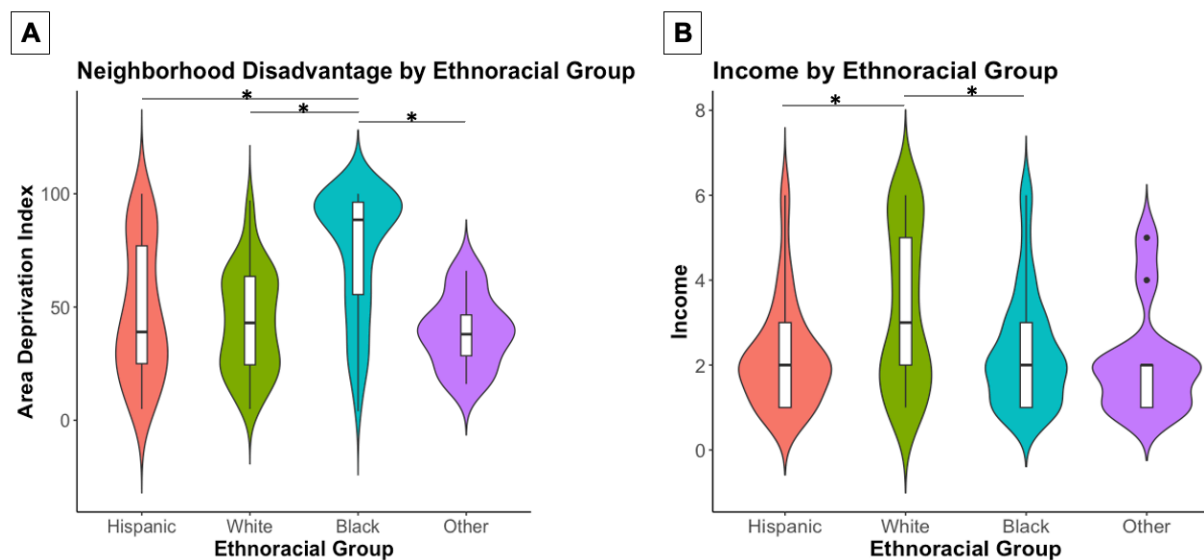 A
Neighborhood Disadvantage by Ethnoracial Group
*
*
*
Area Deprivation Index
100
50
0
Hispanic
White
Black
Other
Ethnoracial Group
B
Income by Ethnoracial Group
*
*
Income
8
6
4
2
0
Hispanic
White
Black
Other
Ethnoracial Group